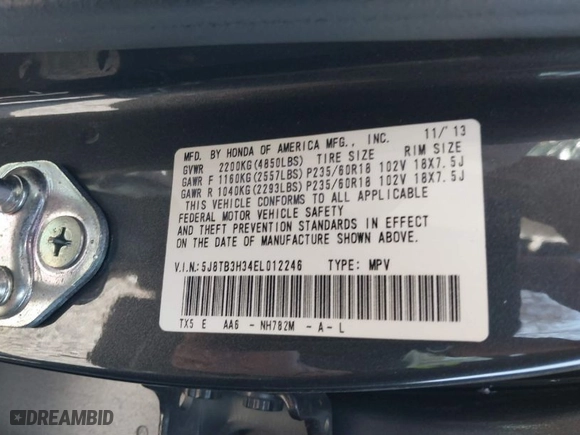 MFD. BY HONDA OF AMERICA MFG., INC. 11/'13
GVWR 2200KG(4850LBS) TIRE SIZE RIM SIZE
GAWR F 1160KG(2557LBS) P235/60R18 102V 18X7.5J
GAWR R 1040KG(2293LBS) P235/60R18 102V 18X7.5J
THIS VEHICLE CONFORMS TO ALL APPLICABLE
FEDERAL MOTOR VEHICLE SAFETY
AND THEFT PREVENTION STANDARDS IN EFFECT
ON THE DATE OF MANUFACTURE SHOWN ABOVE.
V.I.N.: 5J8TB3H34EL012246 TYPE: MPV
TX5 E AA6 - NH782M - A - L
DREAMBID